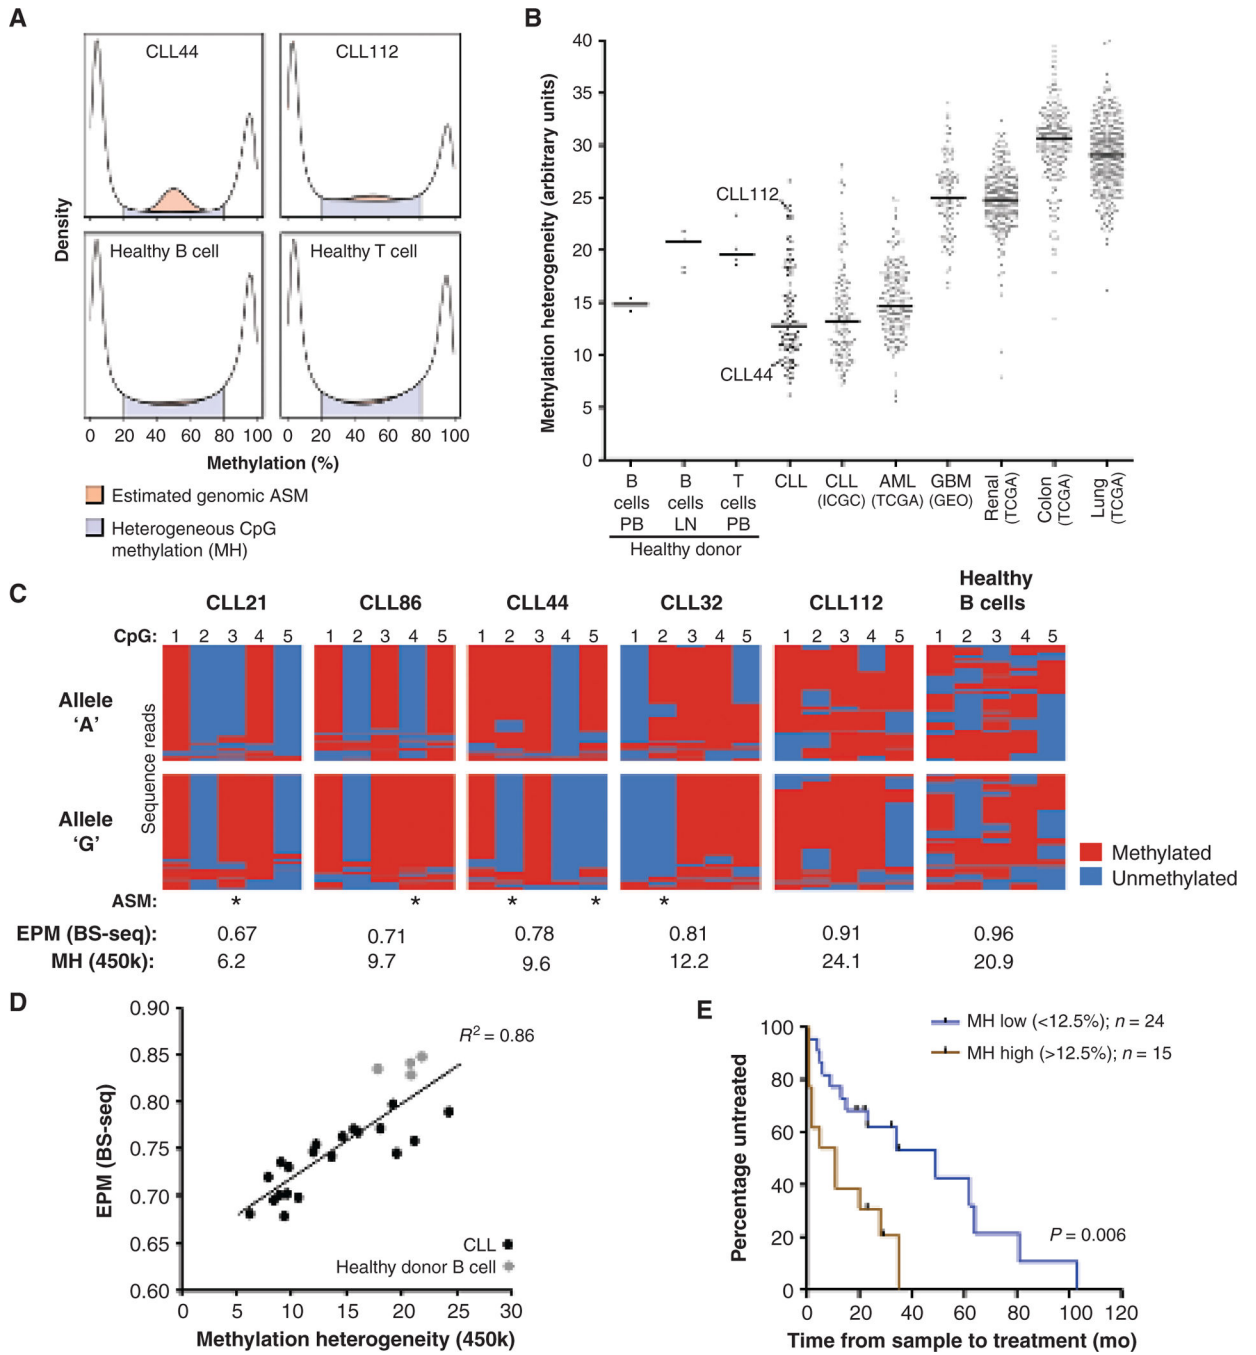 A
CLL44
CLL112
Healthy B cell
Healthy T cell
Density
0 20 40 60 80 100 0 20 40 60 80 100
Methylation (%)
Estimated genomic ASM
Heterogeneous CpG
methylation (MH)
B
Methylation heterogeneity (arbitrary units)
40
35
30
25
20
15
10
5
0
CLL112
CLL44
B cells PB
B cells LN
T cells PB
CLL
CLL (ICGC)
AML (TCGA)
GBM (GEO)
Renal (TCGA)
Colon (TCGA)
Lung (TCGA)
Healthy donor
C
CLL21 CLL86 CLL44 CLL32 CLL112 Healthy B cells
CpG: 1 2 3 4 5 1 2 3 4 5 1 2 3 4 5 1 2 3 4 5 1 2 3 4 5 1 2 3 4 5
Allele
‘A’
Sequence reads
Allele
‘G’
Methylated
Unmethylated
ASM: * * * * *
EPM (BS-seq): 0.67 0.71 0.78 0.81 0.91 0.96
MH (450k): 6.2 9.7 9.6 12.2 24.1 20.9
D
EPM (BS-seq)
0.90
0.85
0.80
0.75
0.70
0.65
0.60
R² = 0.86
CLL
Healthy donor B cell
0 5 10 15 20 25 30
Methylation heterogeneity (450k)
E
MH low (<12.5%); n = 24
MH high (>12.5%); n = 15
Percentage untreated
100
80
60
40
20
0
P = 0.006
0 20 40 60 80 100 120
Time from sample to treatment (mo)